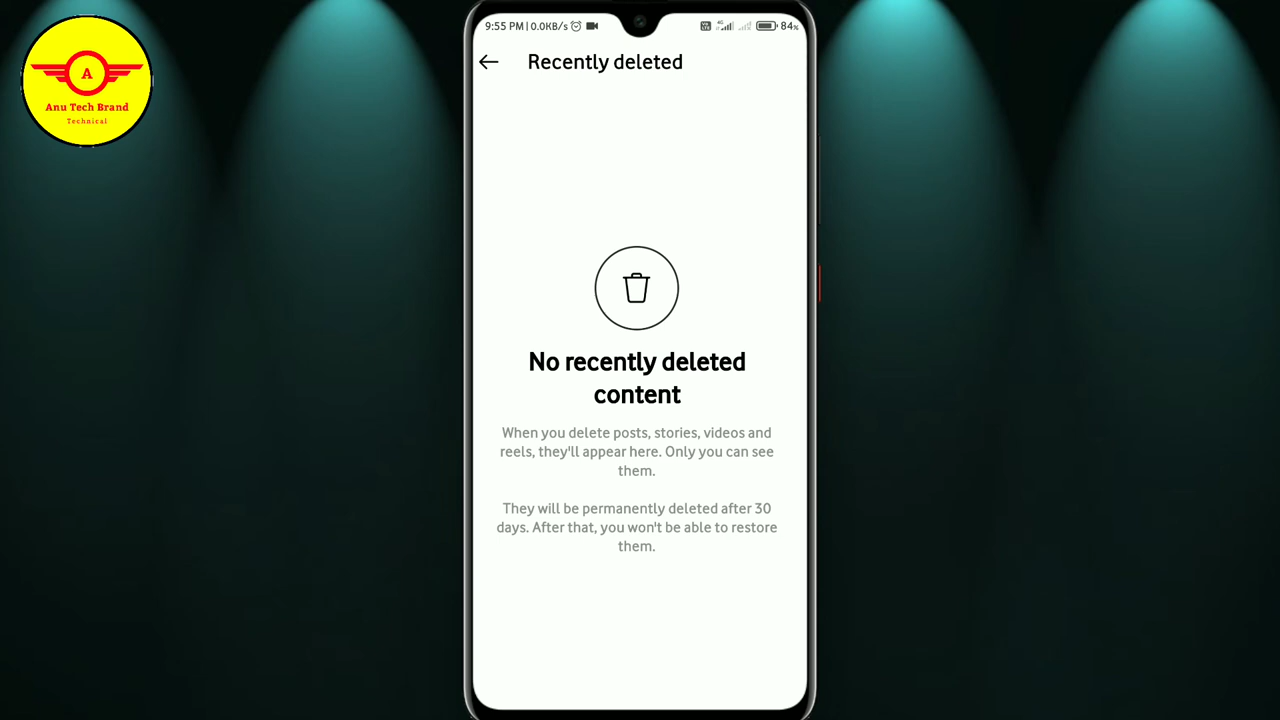 A
Anu Tech Brand
Technical
9:55 PM | 0.0KB/s
4G
84%
Recently deleted
No recently deleted
content
When you delete posts, stories, videos and
reels, they'll appear here. Only you can see
them.
They will be permanently deleted after 30
days. After that, you won't be able to restore
them.